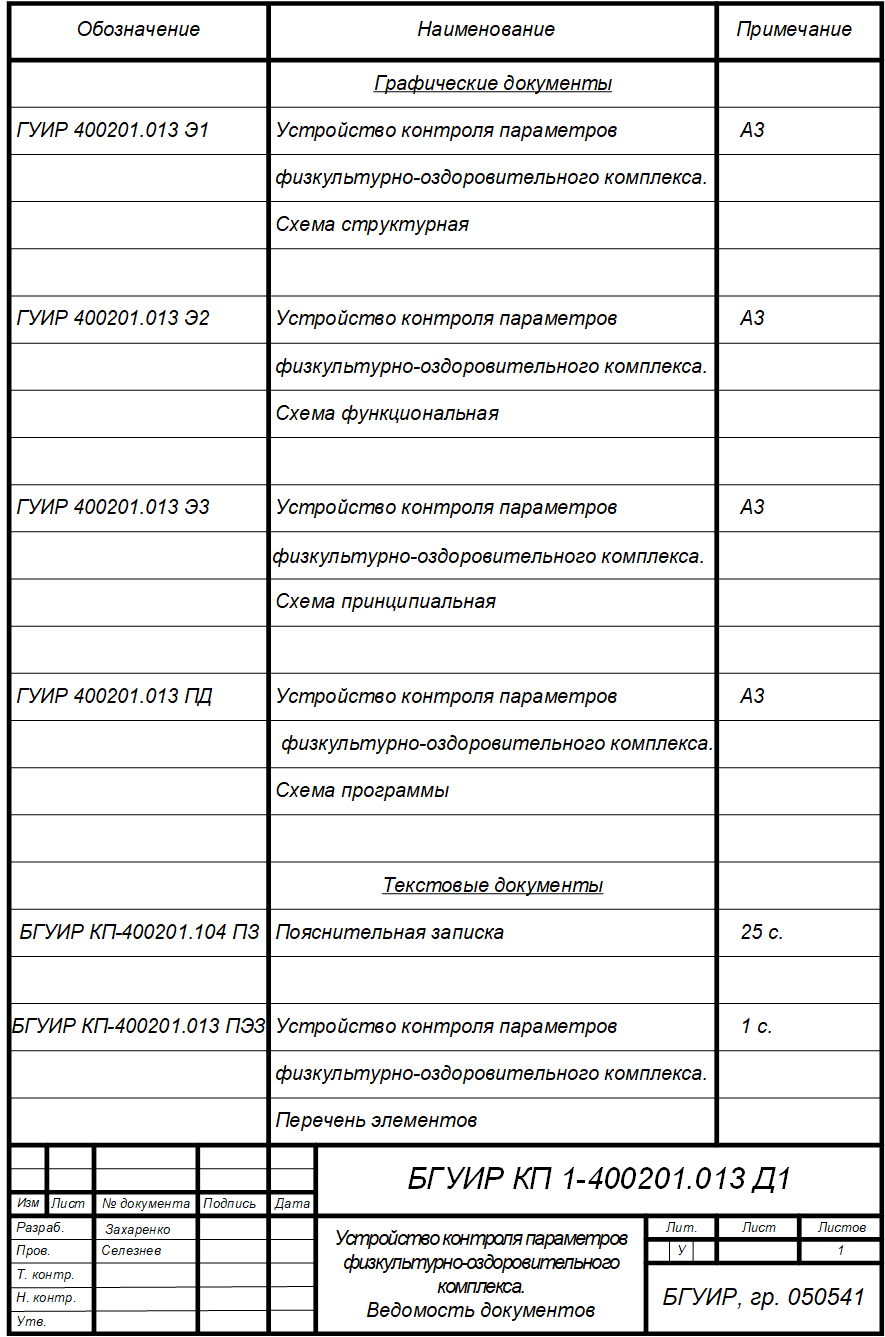 Обозначение Наименование Примечание
Графические документы
ГУИР 400201.013 Э1 Устройство контроля параметров А3
физкультурно-оздоровительного комплекса.
Схема структурная
ГУИР 400201.013 Э2 Устройство контроля параметров А3
физкультурно-оздоровительного комплекса.
Схема функциональная
ГУИР 400201.013 Э3 Устройство контроля параметров А3
физкультурно-оздоровительного комплекса.
Схема принципиальная
ГУИР 400201.013 ПД Устройство контроля параметров А3
физкультурно-оздоровительного комплекса.
Схема программы
Текстовые документы
БГУИР КП-400201.104 ПЗ Пояснительная записка 25 с.
БГУИР КП-400201.013 ПЭЗ Устройство контроля параметров 1 с.
физкультурно-оздоровительного комплекса.
Перечень элементов
БГУИР КП 1-400201.013 Д1
Изм Лист № документа Подпись Дата
Разраб. Захаренко
Пров. Селезнев
Т. контр.
Н. контр.
Утв.
Устройство контроля параметров
физкультурно-оздоровительного
комплекса.
Ведомость документов
Лит. Лист Листов
У 1
БГУИР, гр. 050541